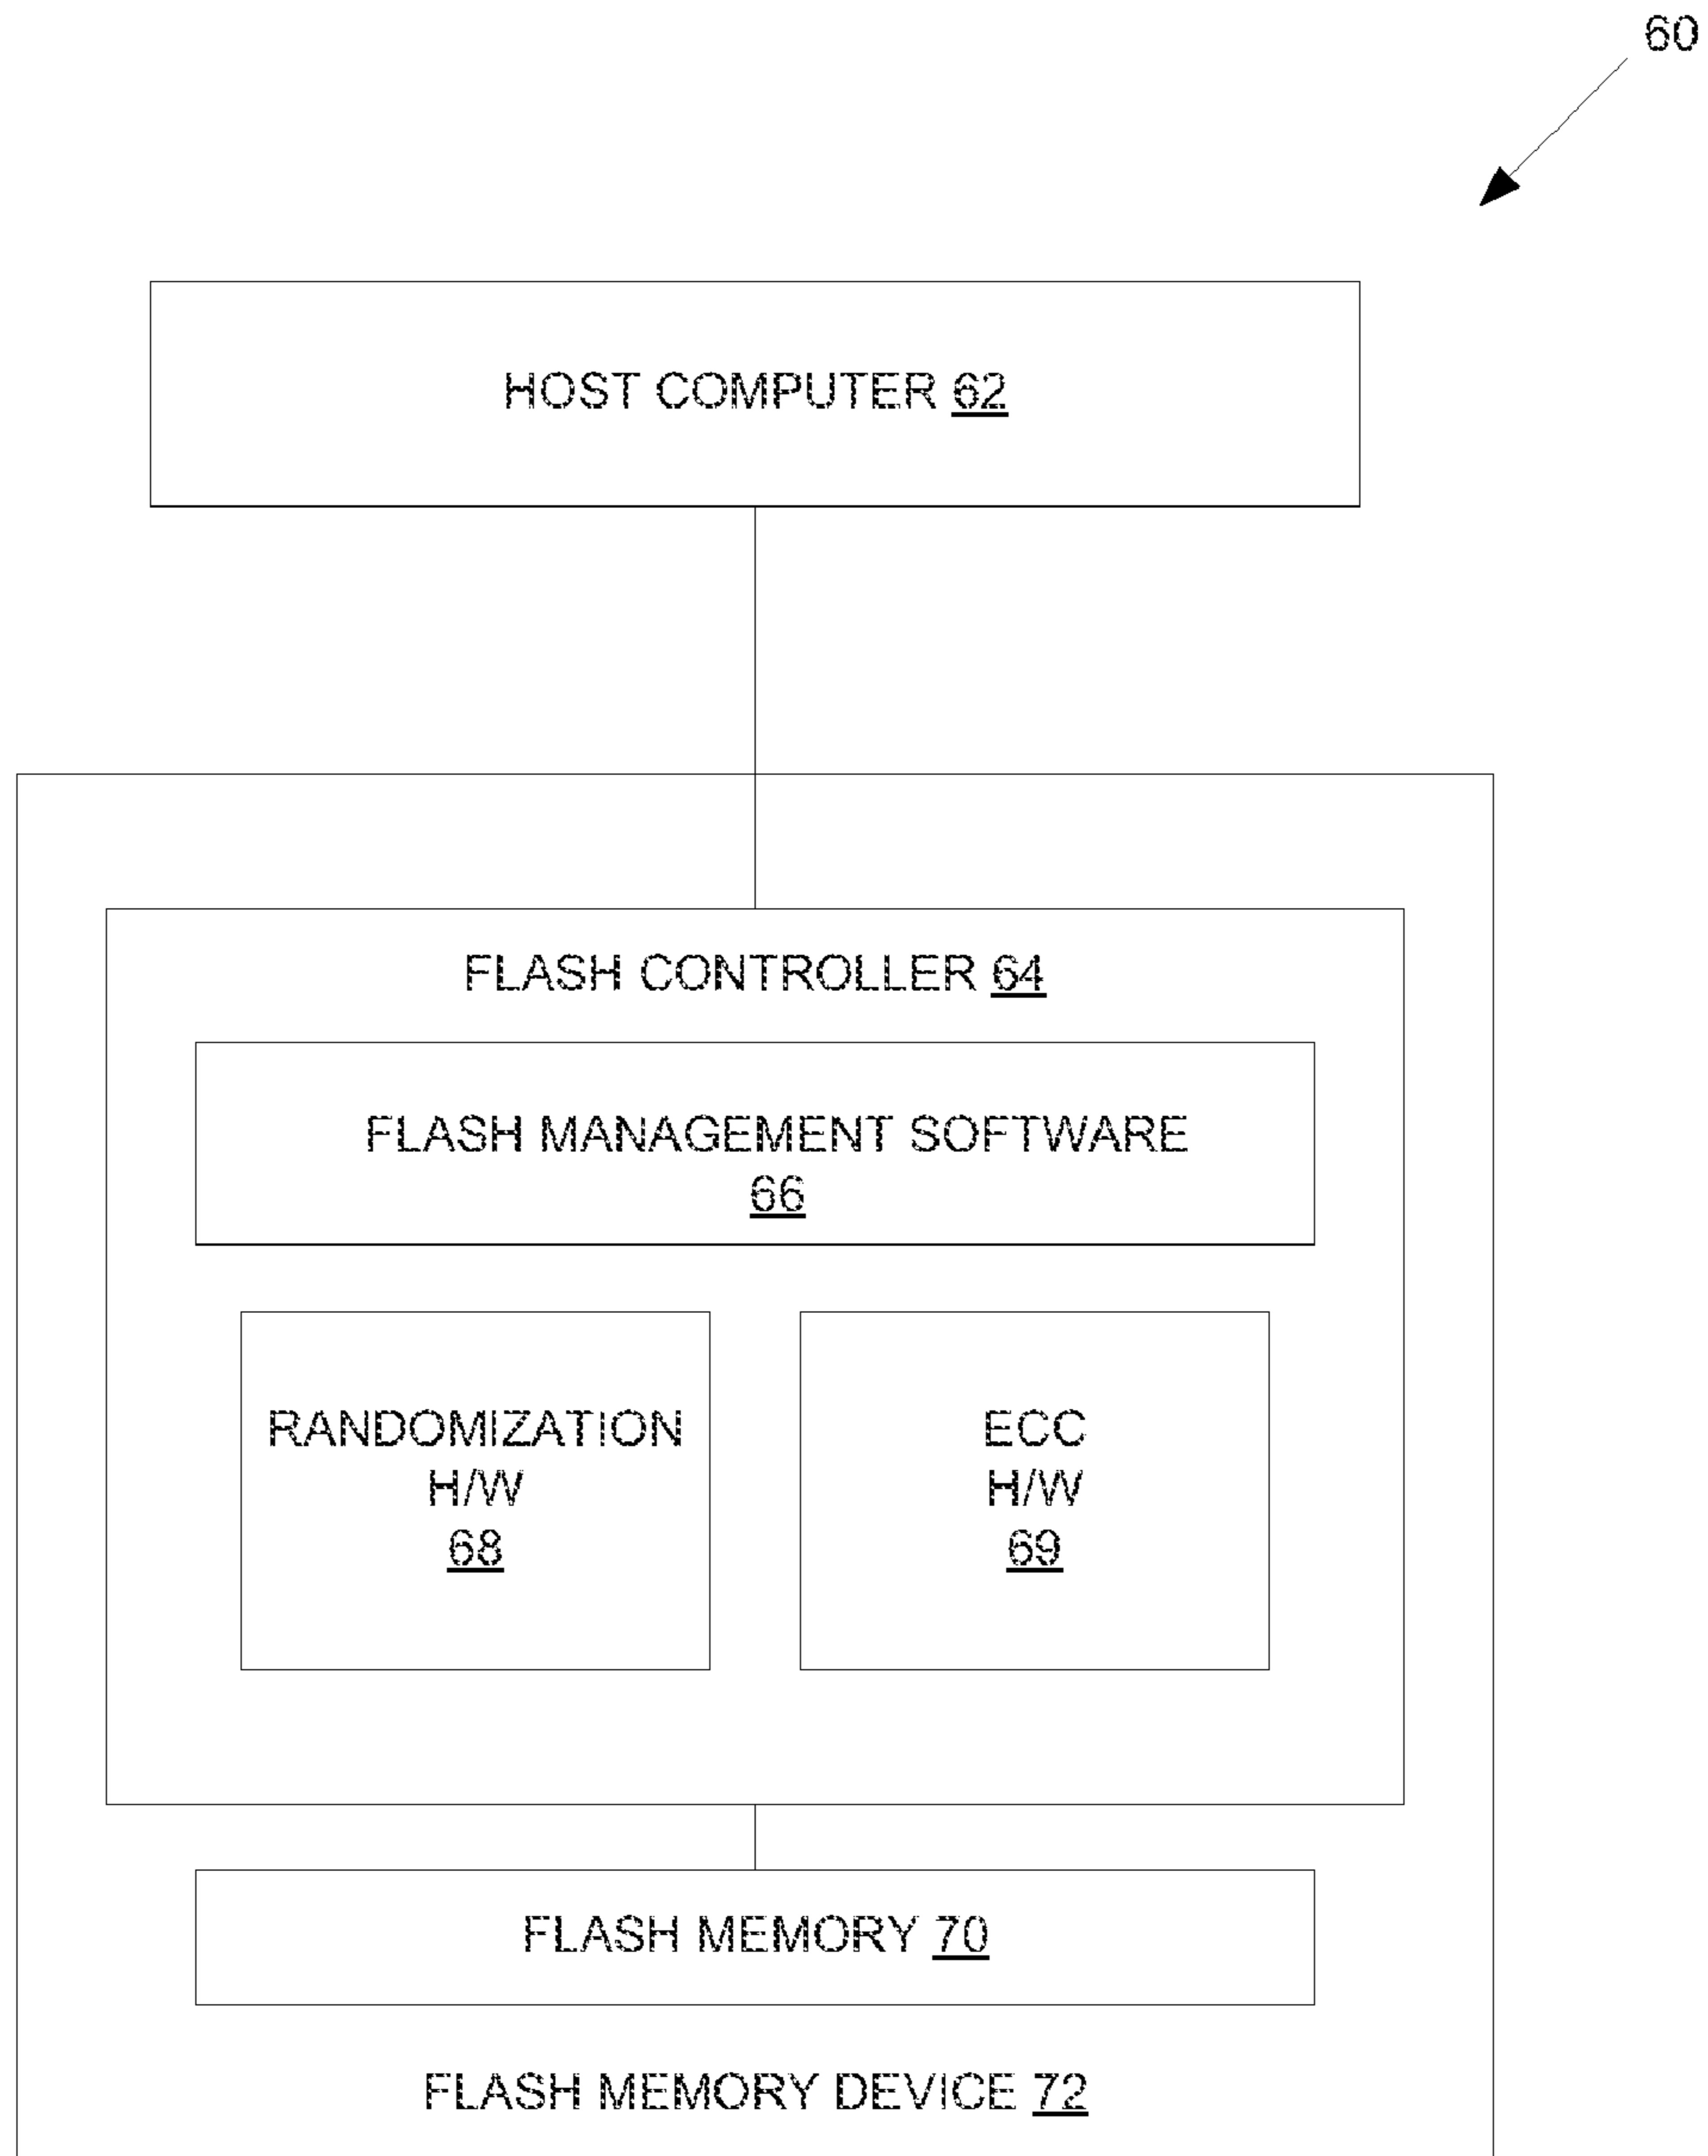 60
HOST COMPUTER 62
FLASH CONTROLLER 64
FLASH MANAGEMENT SOFTWARE
66
RANDOMIZATION
H/W
68
ECC
H/W
69
FLASH MEMORY 70
FLASH MEMORY DEVICE 72